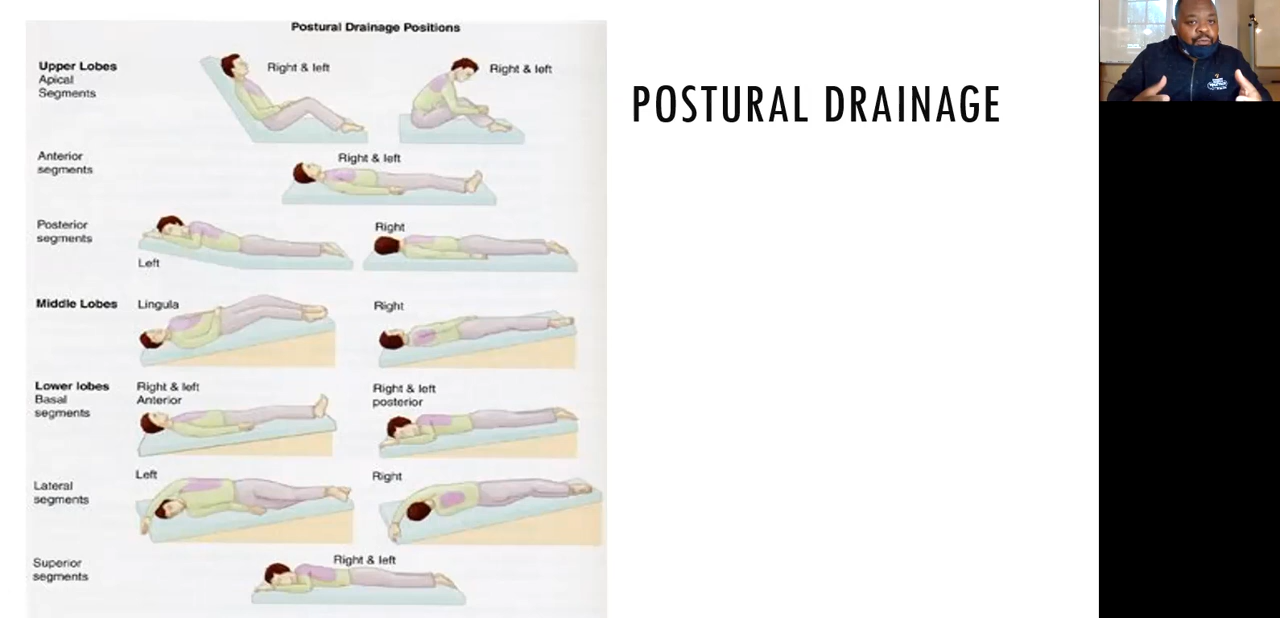 Postural Drainage Positions
Upper Lobes
Apical
Segments
Right & left
Right & left
Anterior
segments
Right & left
Posterior
segments
Left
Right
Middle Lobes
Lingula
Right
Lower lobes
Basal
segments
Right & left
Anterior
Right & left
posterior
Lateral
segments
Left
Right
Superior
segments
Right & left
POSTURAL DRAINAGE